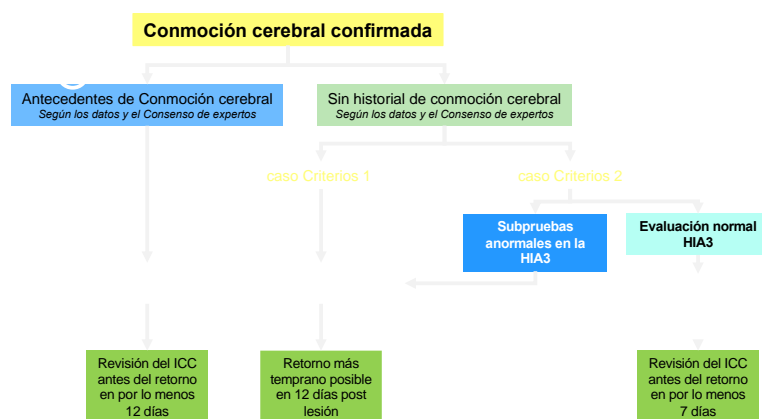 Conmoción cerebral confirmada
Antecedentes de Conmoción cerebral
Según los datos y el Consenso de expertos
Sin historial de conmoción cerebral
Según los datos y el Consenso de expertos
caso Criterios 1
caso Criterios 2
Subpruebas
anormales en la
HIA3
Evaluación normal
HIA3
Revisión del ICC
antes del retorno
en por lo menos
12 días
Retorno más
temprano posible
en 12 días post
lesión
Revisión del ICC
antes del retorno
en por lo menos
7 días